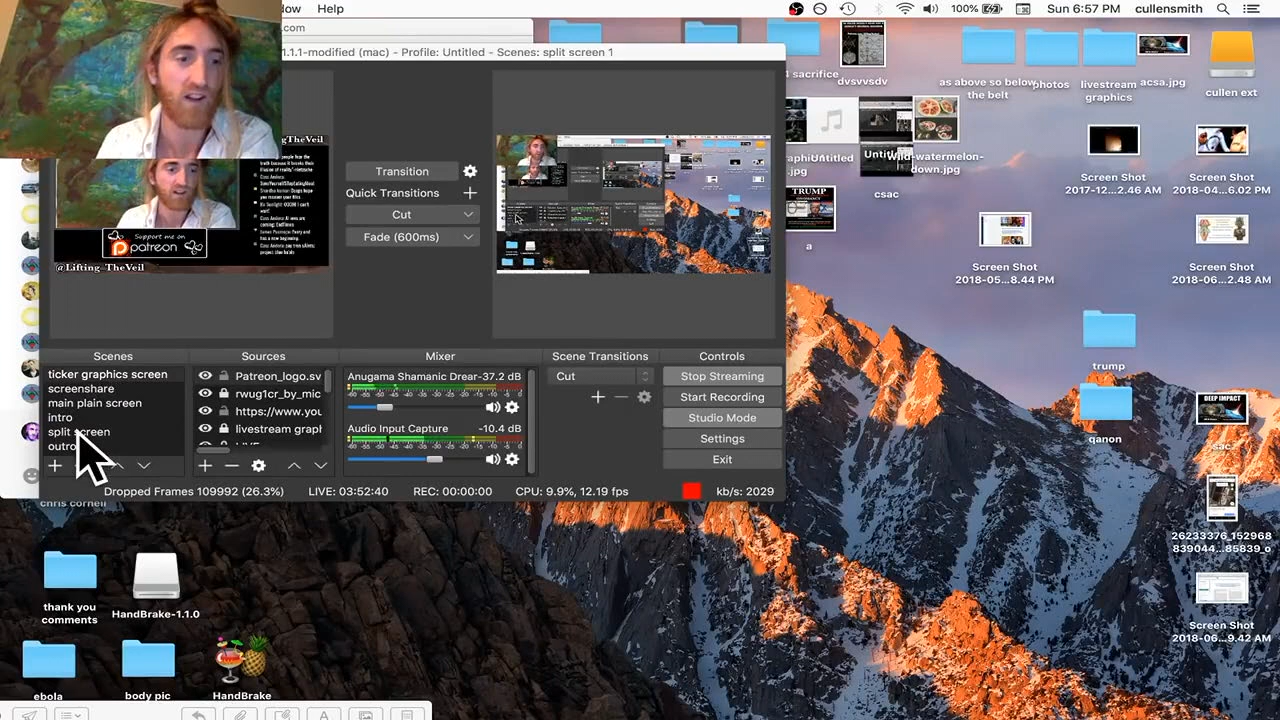 ow Help
100% Sun 6:57 PM cullensmith
.com
1.1.1-modified (mac) - Profile: Untitled - Scenes: split screen 1
gTheVeil
Support me on
patreon
@Lifting_TheVeil
Transition
Quick Transitions
Cut
Fade (600ms)
Scenes
Sources
Mixer
Scene Transitions
Controls
ticker graphics screen
screenshare
main plain screen
intro
split screen
outro
Patreon_logo.sv
rwug1cr_by_mic
https://www.you
livestream grap
Anugama Shamanic Drear -37.2 dB
Audio Input Capture -10.4
Cut
Stop Streaming
Start Recording
Studio Mode
Settings
Exit
Dropped Frames 109992 (26.3%) LIVE: 03:52:40 REC: 00:00:00 CPU: 9.9%, 12.19 fps kb/s: 2029
chris cornell
thank you
comments
HandBrake-1.1.0
ebola
body pic
HandBrake
sacrifice
dvsvvsdv
as above so below
the belt
photos
livestream
graphics
acsa.jpg
cullen ext
.jpg
Untitled
-watermelon-
down.jpg
csac
TRUMP
a
Screen Shot
2017-12...2.46 AM
Screen Shot
2018-04...6.02 PM
Screen Shot
2018-05...8.44 PM
Screen Shot
2018-06...2.48 AM
trump
qanon
DEEP IMPACT
sac
26233376_152968
839044...85839_o
Screen Shot
2018-06...9.42 AM